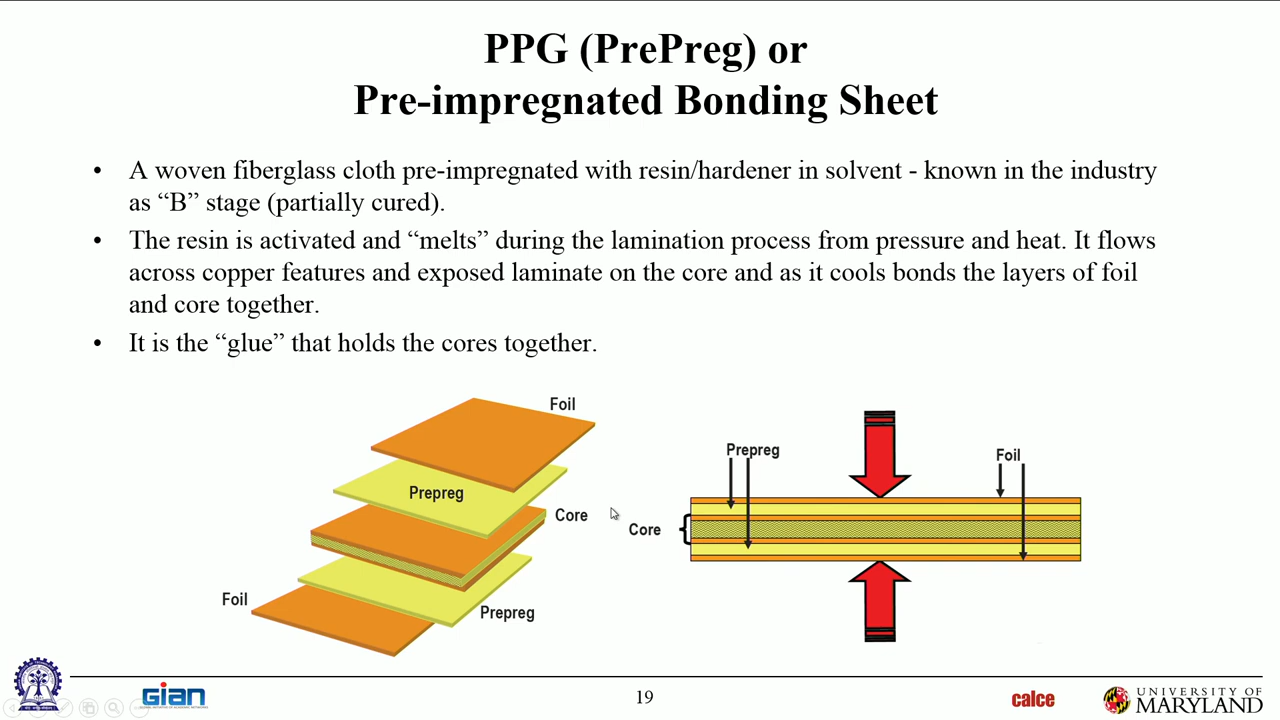 PPG (PrePreg) or
Pre-impregnated Bonding Sheet
• A woven fiberglass cloth pre-impregnated with resin/hardener in solvent - known in the industry
as “B” stage (partially cured).
• The resin is activated and “melts” during the lamination process from pressure and heat. It flows
across copper features and exposed laminate on the core and as it cools bonds the layers of foil
and core together.
• It is the “glue” that holds the cores together.
Foil
Prepreg
Core
Foil
Prepreg
Prepreg
Foil
Core
GIAN
19
calce
UNIVERSITY OF
MARYLAND